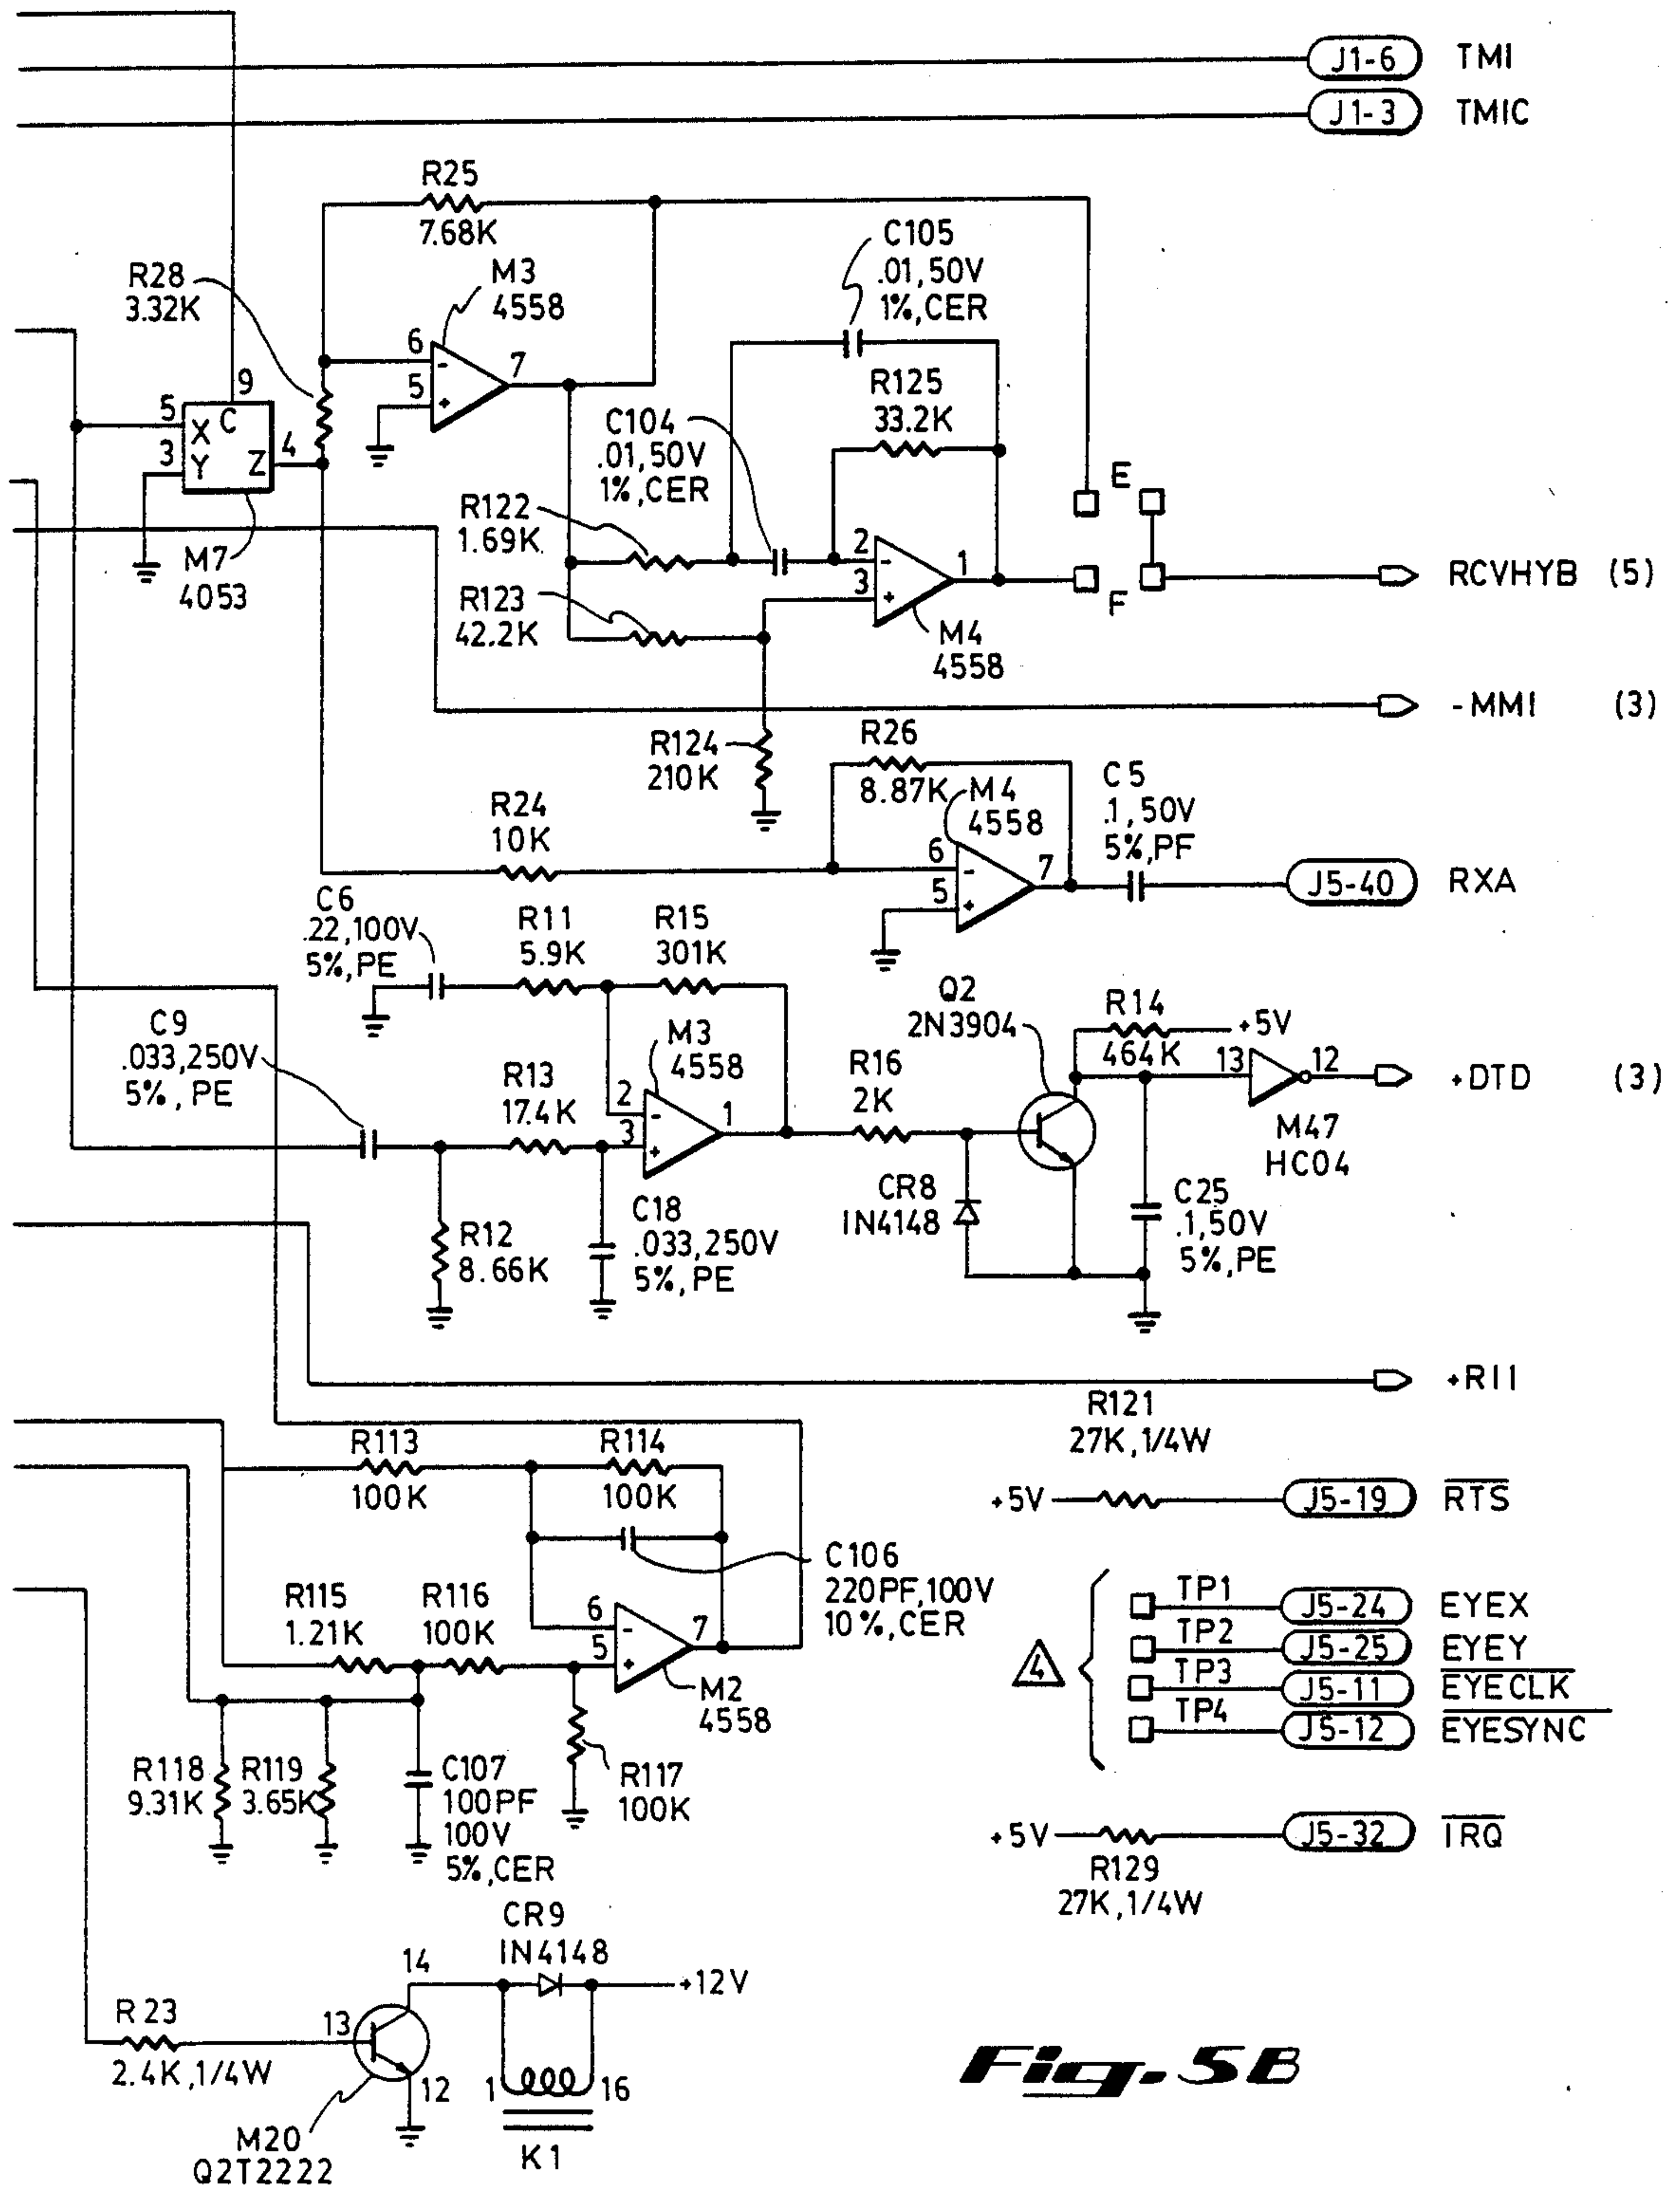 J1-6 TMI
J1-3 TMIC
R25
7.68K
C105
.01,50V
1%,CER
R28
3.32K
M3
4558
6
-
5
+
7
9
5
X C
3
Y Z
4
M7
4053
R125
33.2K
C104
.01,50V
1%,CER
R122
1.69K
R123
42.2K
2
-
3
+
1
M4
4558
E
F
RCVHYB (5)
-MMI (3)
R124
210K
R26
8.87K
M4
4558
C5
.1,50V
5%,PF
R24
10K
6
-
5
+
7
J5-40 RXA
C6
.22,100V
5%,PE
R11
5.9K
R15
301K
C9
.033,250V
5%,PE
M3
4558
R13
17.4K
2
-
3
+
1
R16
2K
Q2
2N3904
R14
464K
+5V
13 12
+DTD (3)
M47
HC04
CR8
IN4148
C25
.1,50V
5%,PE
R12
8.66K
C18
.033,250V
5%,PE
+RI1
R121
27K,1/4W
+5V J5-19 RTS
R113
100K
R114
100K
C106
220PF,100V
10%,CER
R115
1.21K
R116
100K
6
-
5
+
7
M2
4558
4
TP1 J5-24 EYEX
TP2 J5-25 EYEY
TP3 J5-11 EYECLK
TP4 J5-12 EYESYNC
R118
9.31K
R119
3.65K
C107
100PF
100V
5%,CER
R117
100K
+5V J5-32 IRQ
R129
27K,1/4W
CR9
IN4148
+12V
14
13
12
R23
2.4K,1/4W
M20
Q2T2222
1 16
K1
Fig. 5B